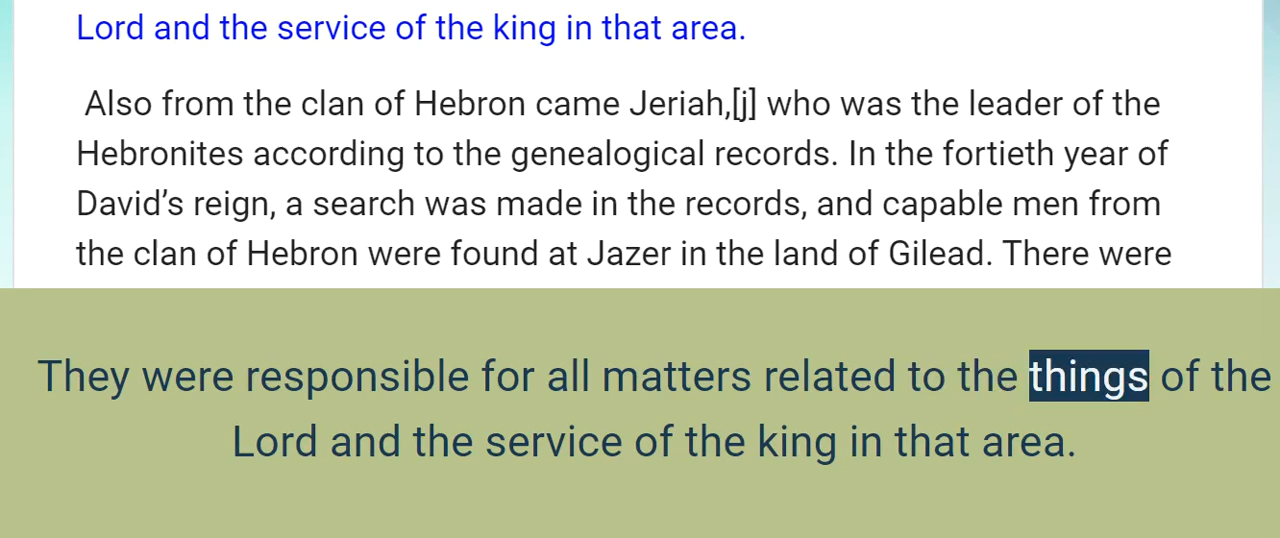 Lord and the service of the king in that area.
Also from the clan of Hebron came Jeriah,[j] who was the leader of the
Hebronites according to the genealogical records. In the fortieth year of
David’s reign, a search was made in the records, and capable men from
the clan of Hebron were found at Jazer in the land of Gilead. There were
They were responsible for all matters related to the things of the
Lord and the service of the king in that area.